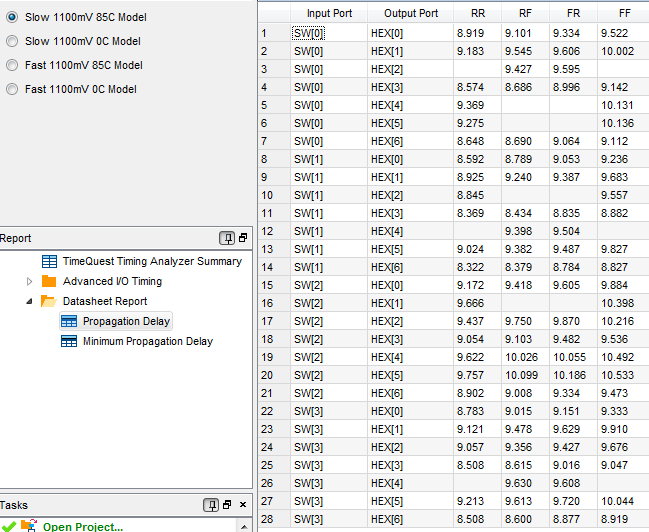 Slow 1100mV 85C Model
Slow 1100mV 0C Model
Fast 1100mV 85C Model
Fast 1100mV 0C Model
Report
TimeQuest Timing Analyzer Summary
Advanced I/O Timing
Datasheet Report
Propagation Delay
Minimum Propagation Delay
Tasks
Open Project...
Input Port Output Port RR RF FR FF
1 SW[0] HEX[0] 8.919 9.101 9.334 9.522
2 SW[0] HEX[1] 9.183 9.545 9.606 10.002
3 SW[0] HEX[2] 9.427 9.595
4 SW[0] HEX[3] 8.574 8.686 8.996 9.142
5 SW[0] HEX[4] 9.369 10.131
6 SW[0] HEX[5] 9.275 10.136
7 SW[0] HEX[6] 8.648 8.690 9.064 9.112
8 SW[1] HEX[0] 8.592 8.789 9.053 9.236
9 SW[1] HEX[1] 8.925 9.240 9.387 9.683
10 SW[1] HEX[2] 8.845 9.557
11 SW[1] HEX[3] 8.369 8.434 8.835 8.882
12 SW[1] HEX[4] 9.398 9.504
13 SW[1] HEX[5] 9.024 9.382 9.487 9.827
14 SW[1] HEX[6] 8.322 8.379 8.784 8.827
15 SW[2] HEX[0] 9.172 9.418 9.605 9.884
16 SW[2] HEX[1] 9.666 10.398
17 SW[2] HEX[2] 9.437 9.750 9.870 10.216
18 SW[2] HEX[3] 9.054 9.103 9.482 9.536
19 SW[2] HEX[4] 9.622 10.026 10.055 10.492
20 SW[2] HEX[5] 9.757 10.099 10.186 10.533
21 SW[2] HEX[6] 8.902 9.008 9.334 9.473
22 SW[3] HEX[0] 8.783 9.015 9.151 9.333
23 SW[3] HEX[1] 9.121 9.478 9.629 9.910
24 SW[3] HEX[2] 9.057 9.356 9.427 9.676
25 SW[3] HEX[3] 8.508 8.615 9.016 9.047
26 SW[3] HEX[4] 9.630 9.608
27 SW[3] HEX[5] 9.213 9.613 9.720 10.044
28 SW[3] HEX[6] 8.508 8.600 8.877 8.919